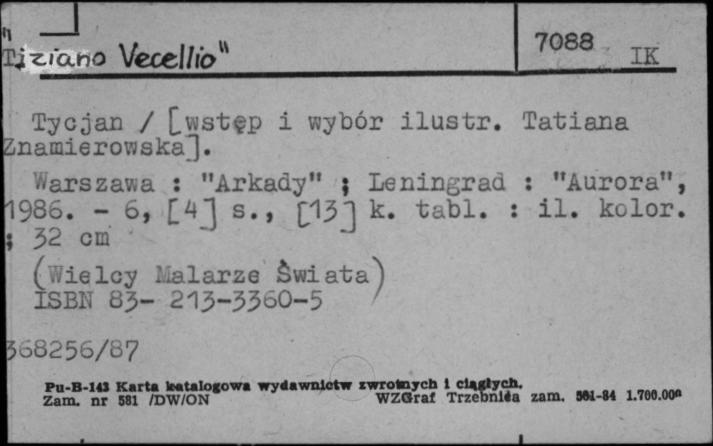 "Tiziano Vecellio"
7088 IK
Tycjan / [wstęp i wybór ilustr. Tatiana
Znamierowska].
Warszawa : "Arkady" ; Leningrad : "Aurora",
1986. - 6, [4] s., [13] k. tabl. : il. kolor.
; 32 cm
(Wielcy Malarze Świata)
ISBN 83- 213-3360-5
368256/87
Pu-B-143 Karta katalogowa wydawnictw zwrotnych i ciągłych.
Zam. nr 581 /DW/ON WZGraf Trzebnica zam. 561-84 1.700.000